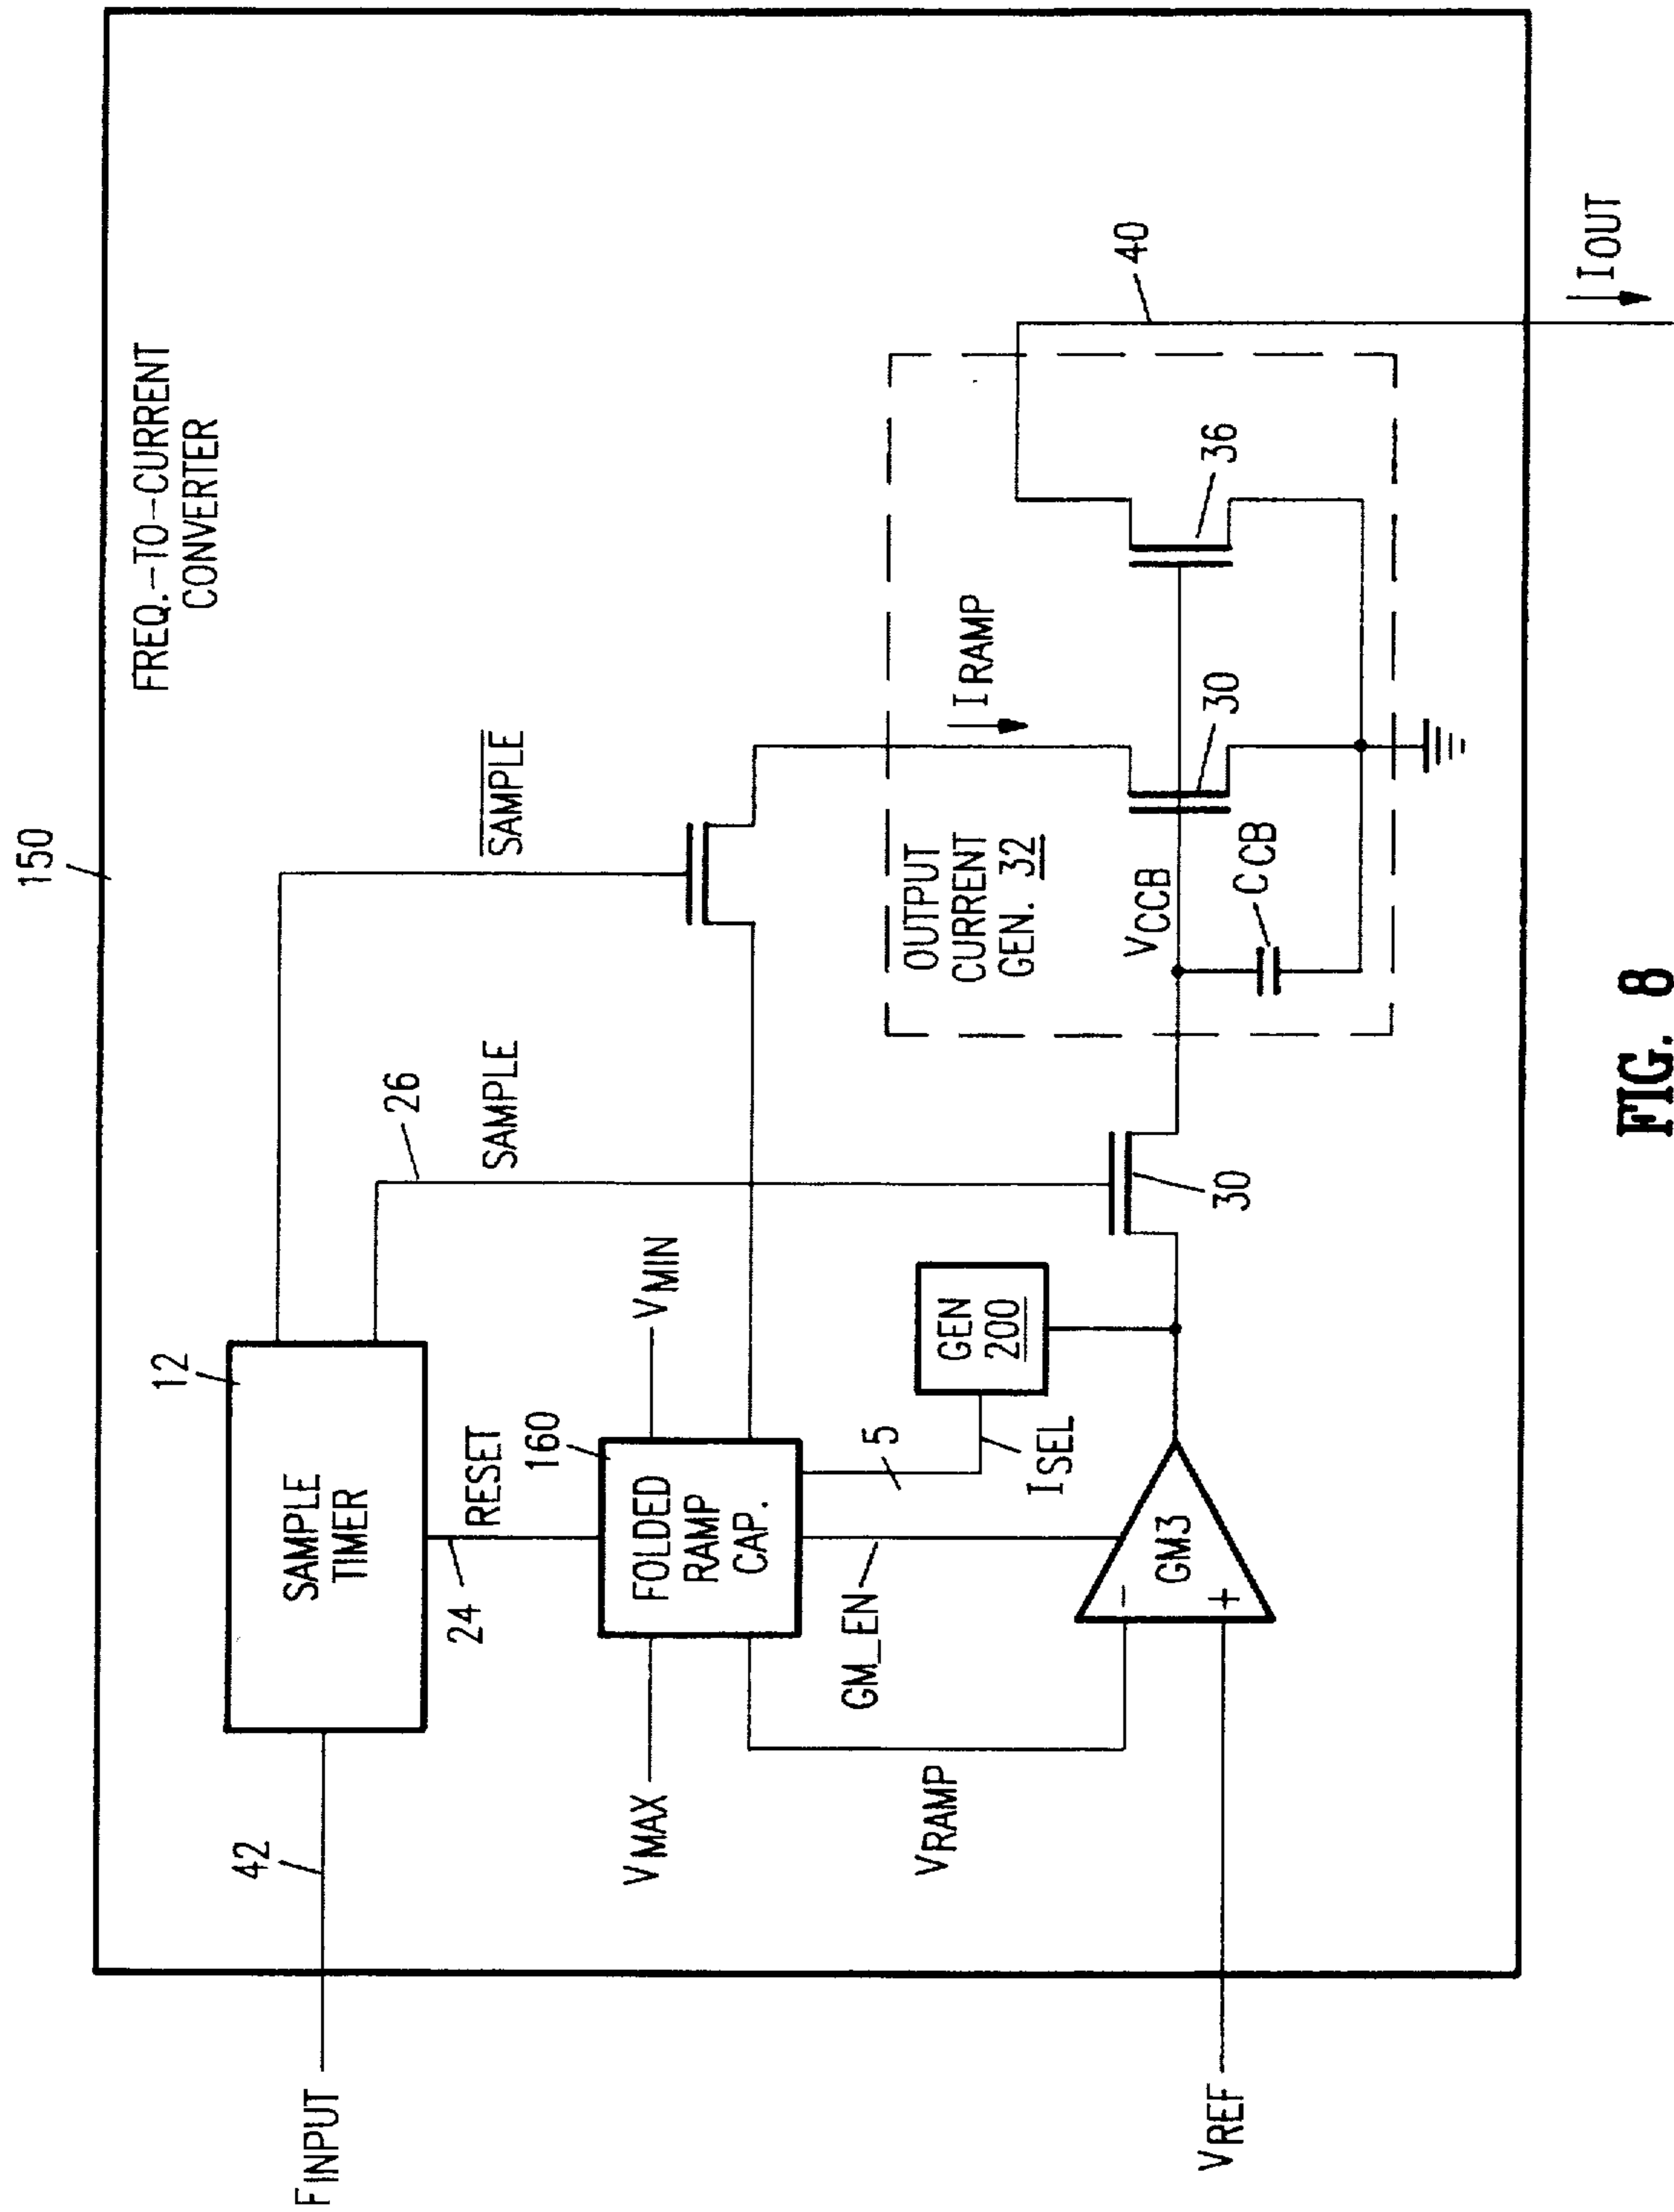 150
FREQ.-TO-CURRENT
CONVERTER
FINPUT
42
12
SAMPLE
TIMER
SAMPLE
26
SAMPLE
24
RESET
VMAX
160
FOLDED
RAMP
CAP.
VMIN
VRAMP
GM_EN
5
ISEL
GEN
200
GM3
-
+
VREF
30
OUTPUT
CURRENT
GEN. 32
IRAMP
VCCB
CCB
30
36
40
IOUT
FIG. 8